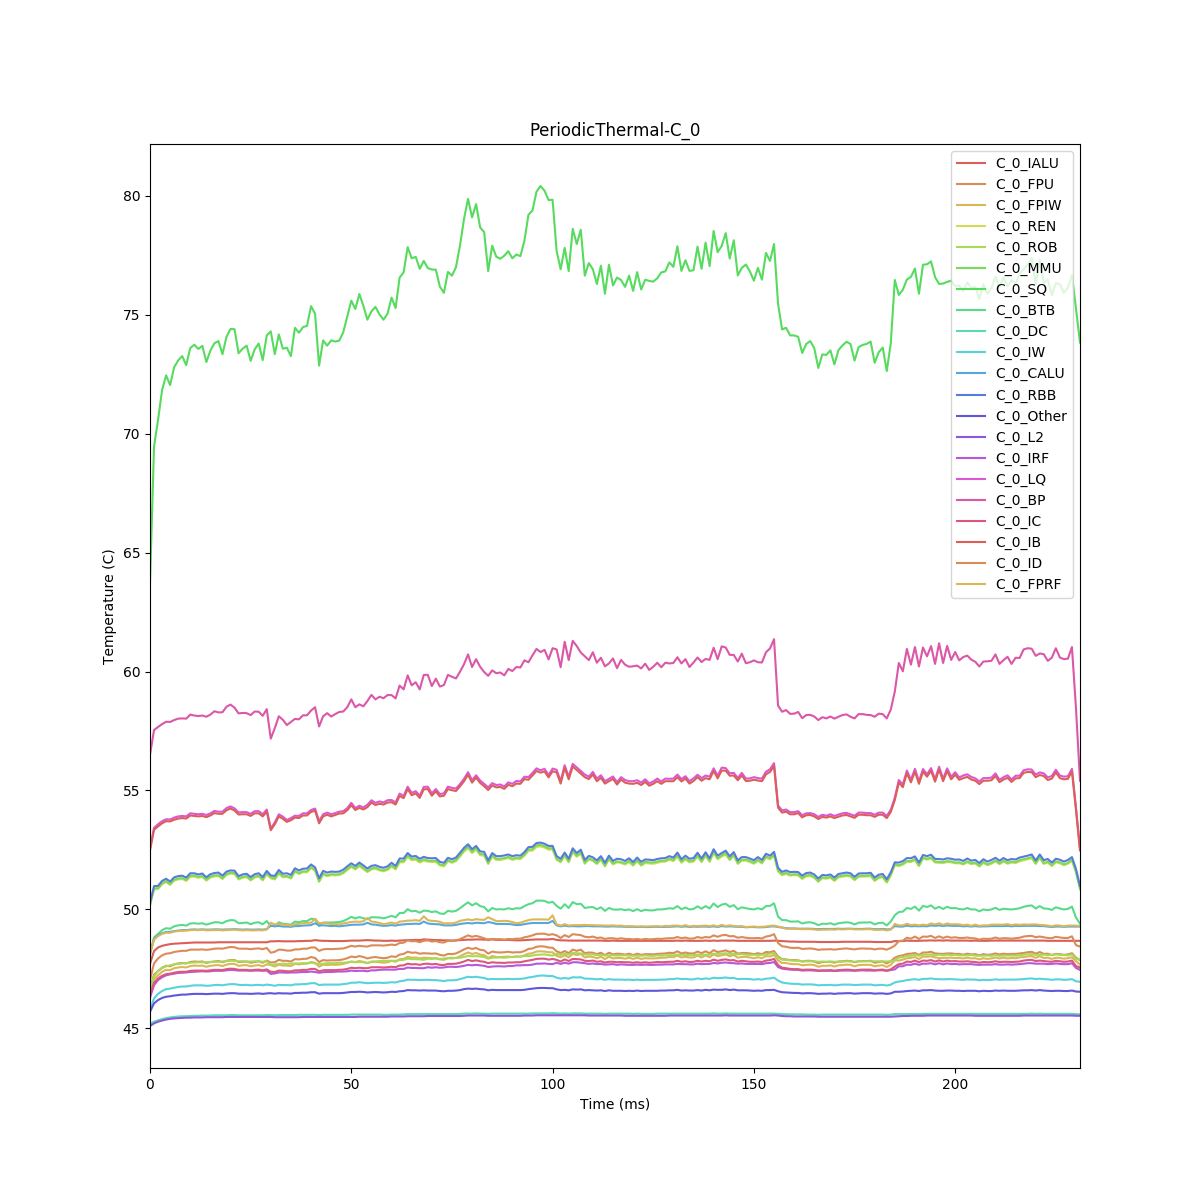 PeriodicThermal-C_0
C_0_IALU
C_0_FPU
C_0_FPIW
C_0_REN
C_0_ROB
C_0_MMU
C_0_SQ
C_0_BTB
C_0_DC
C_0_IW
C_0_CALU
C_0_RBB
C_0_Other
C_0_L2
C_0_IRF
C_0_LQ
C_0_BP
C_0_IC
C_0_IB
C_0_ID
C_0_FPRF
Temperature (C)
80
75
70
65
60
55
50
45
0 50 100 150 200
Time (ms)